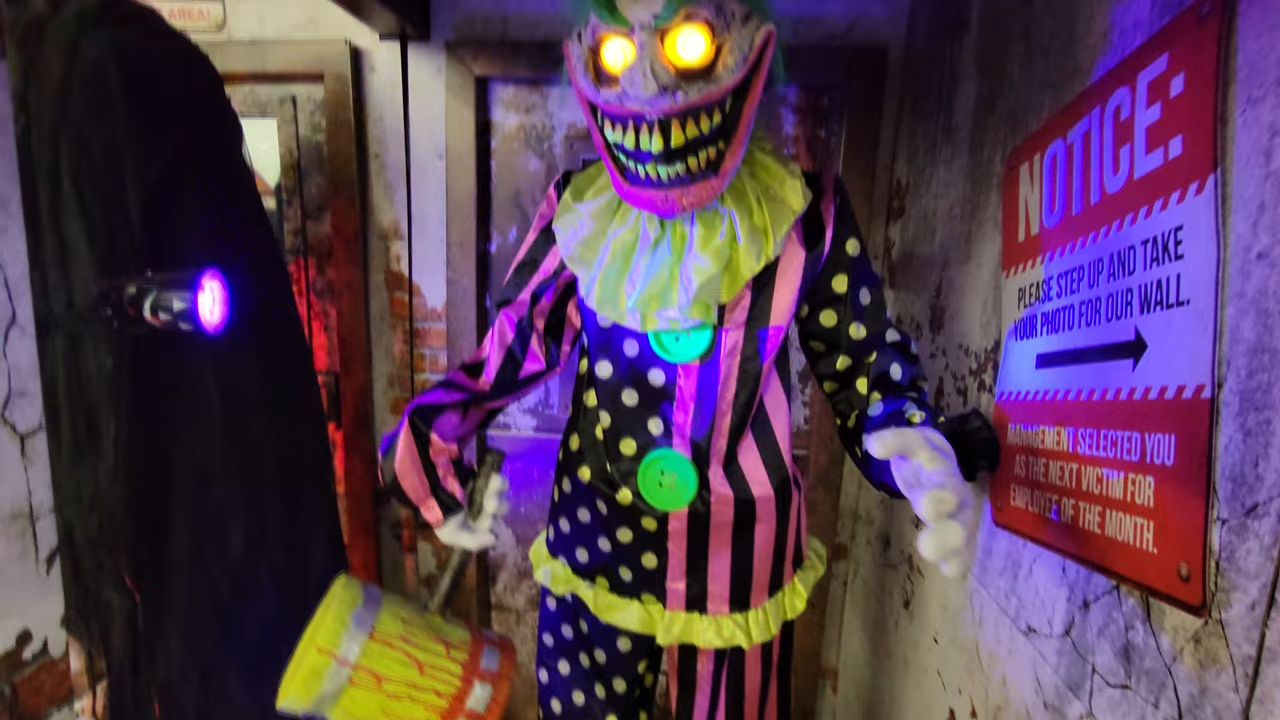 AREA!
NOTICE:
PLEASE STEP UP AND TAKE
YOUR PHOTO FOR OUR WALL.
MANAGEMENT SELECTED YOU
AS THE NEXT VICTIM FOR
EMPLOYEE OF THE MONTH.